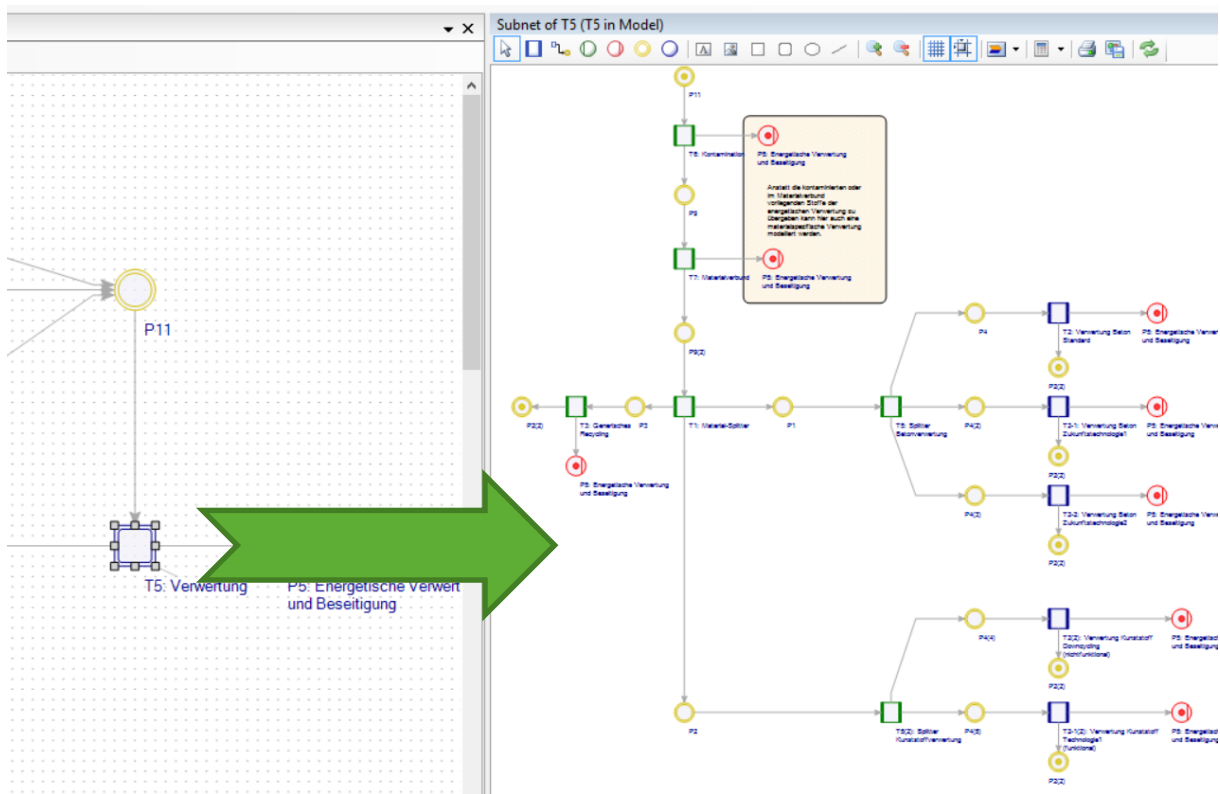 Subnet of T5 (T5 in Model)
P11
T5: Verwertung
P5: Energetische Verwert
und Beseitigung
P11
T6: Kontamination
P5: Energetische Verwertung
und Beseitigung
Anstatt die kontaminierten oder
im Materialverbund
vorliegenden Stoffe der
energetischen Verwertung zu
übergeben kann hier auch eine
materialspezifische Verwertung
modelliert werden.
P9
T7: Materialverbund
P5: Energetische Verwertung
und Beseitigung
P9(2)
P4
T2: Verwertung Beton
Standard
P5: Energetische Verwer
und Beseitigung
P2(2)
P2(2)
T3: Generisches
Recycling
P3
T1: Material-Splitter
P1
T5: Splitter
Betonverwertung
P4(2)
T2-1: Verwertung Beton
Zukunftstechnologie1
P5: Energetische Verwer
und Beseitigung
P2(2)
P5: Energetische Verwertung
und Beseitigung
P4(3)
T2-2: Verwertung Beton
Zukunftstechnologie2
P5: Energetische Verwer
und Beseitigung
P2(2)
P4(4)
T2(2): Verwertung Kunststoff
Downcycling
(nichtfunktional)
P5: Energetisc
und Beseitigung
P2(2)
P2
T5(2): Splitter
Kunststoffverwertung
P4(5)
T2-1(2): Verwertung Kunststoff
Technologie1
(funktional)
P5: Energetisc
und Beseitigung
P2(2)